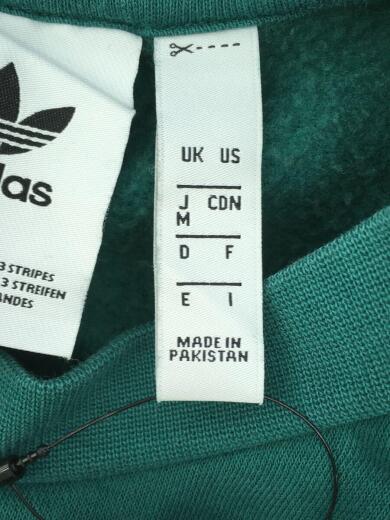 das
3 STRIPES
3 STREIFEN
ANDES
UK US
J CDN
M
D F
E I
MADE IN
PAKISTAN